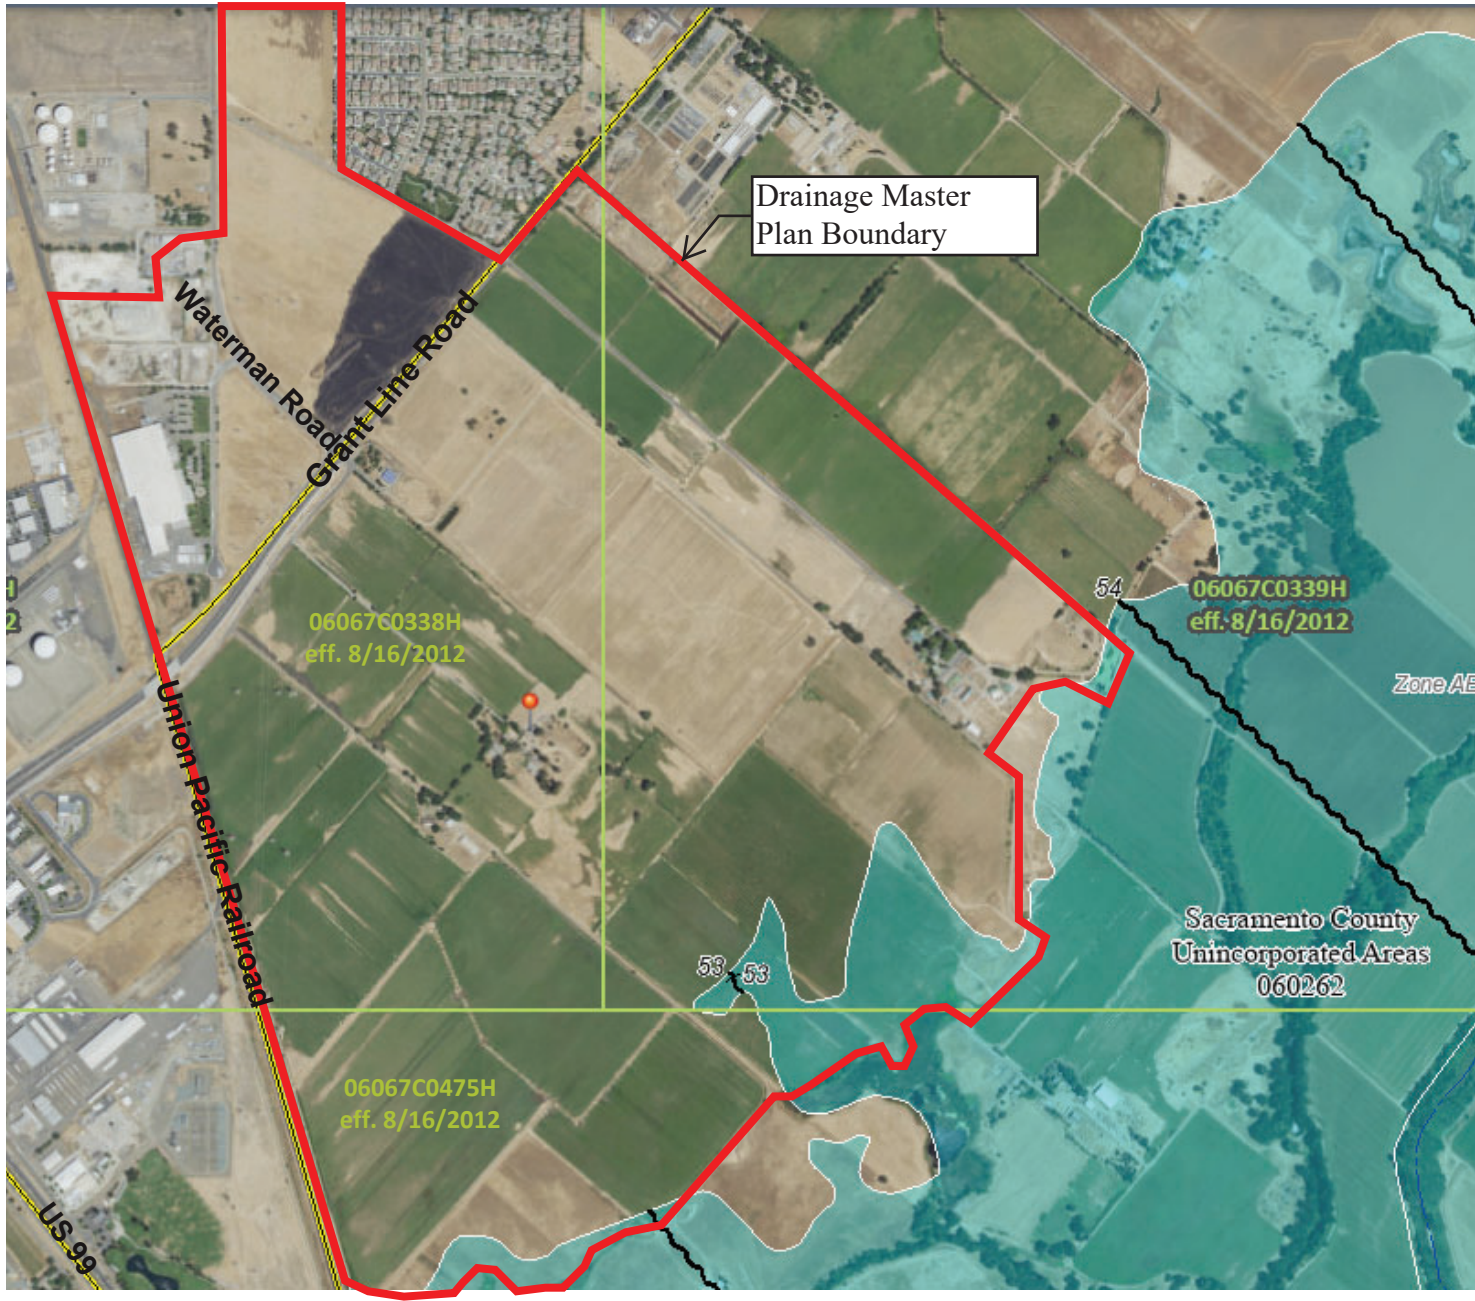 Drainage Master
Plan Boundary
Waterman Road
Grant Line Road
54
06067C0339H
eff. 8/16/2012
H
2
06067C0338H
eff. 8/16/2012
Zone AE
Union Pacific Railroad
Sacramento County
Unincorporated Areas
060262
53
53
06067C0475H
eff. 8/16/2012
US 99